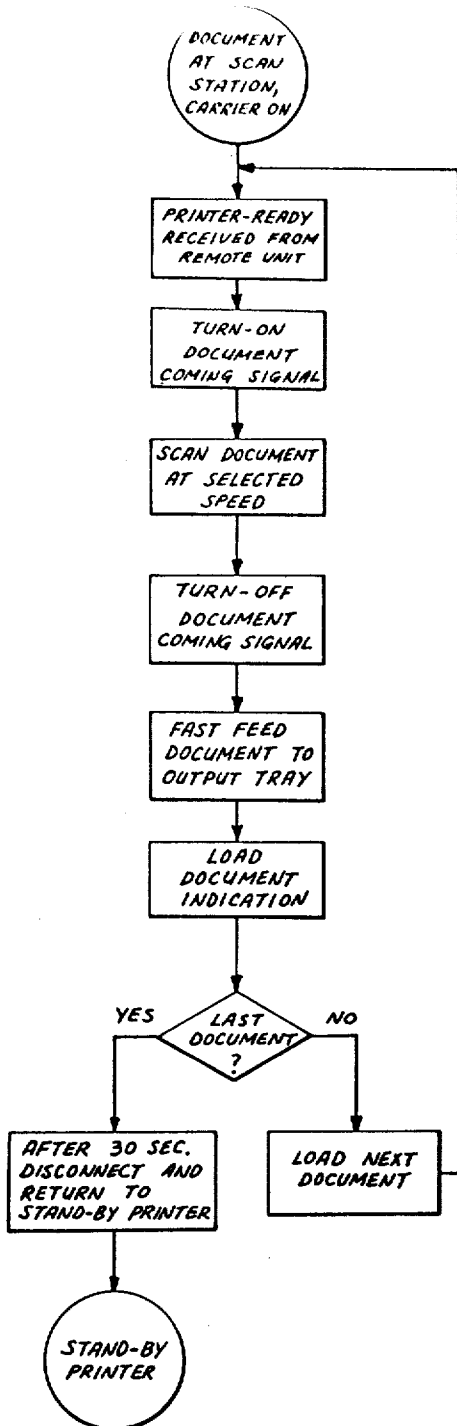 DOCUMENT
AT SCAN
STATION,
CARRIER ON
PRINTER-READY
RECEIVED FROM
REMOTE UNIT
TURN-ON
DOCUMENT
COMING SIGNAL
SCAN DOCUMENT
AT SELECTED
SPEED
TURN-OFF
DOCUMENT
COMING SIGNAL
FAST FEED
DOCUMENT TO
OUTPUT TRAY
LOAD
DOCUMENT
INDICATION
YES
LAST
DOCUMENT
?
NO
AFTER 30 SEC.
DISCONNECT AND
RETURN TO
STAND-BY PRINTER
LOAD NEXT
DOCUMENT
STAND-BY
PRINTER